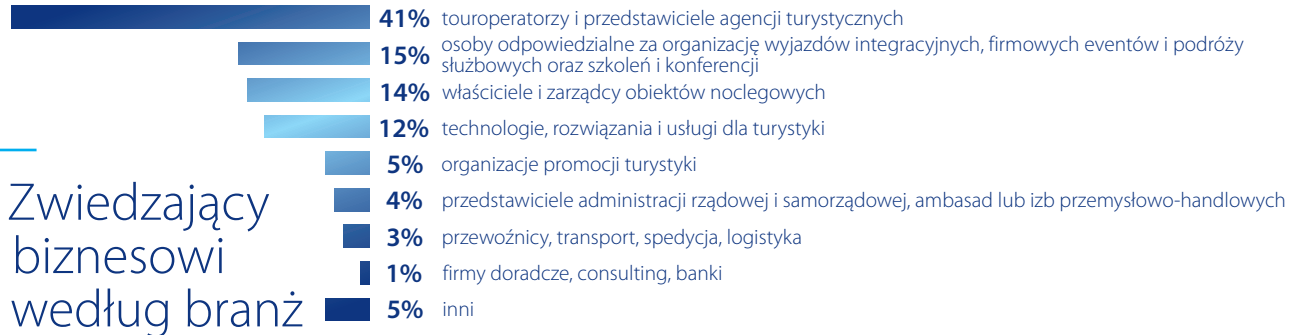 41% touroperatorzy i przedstawiciele agencji turystycznych
15% osoby odpowiedzialne za organizację wyjazdów integracyjnych, firmowych eventów i podróży
służbowych oraz szkoleń i konferencji
14% właściciele i zarządcy obiektów noclegowych
12% technologie, rozwiązania i usługi dla turystyki
5% organizacje promocji turystyki
4% przedstawiciele administracji rządowej i samorządowej, ambasad lub izb przemysłowo-handlowych
3% przewoźnicy, transport, spedycja, logistyka
1% firmy doradcze, consulting, banki
5% inni
Zwiedzający
biznesowi
według branż